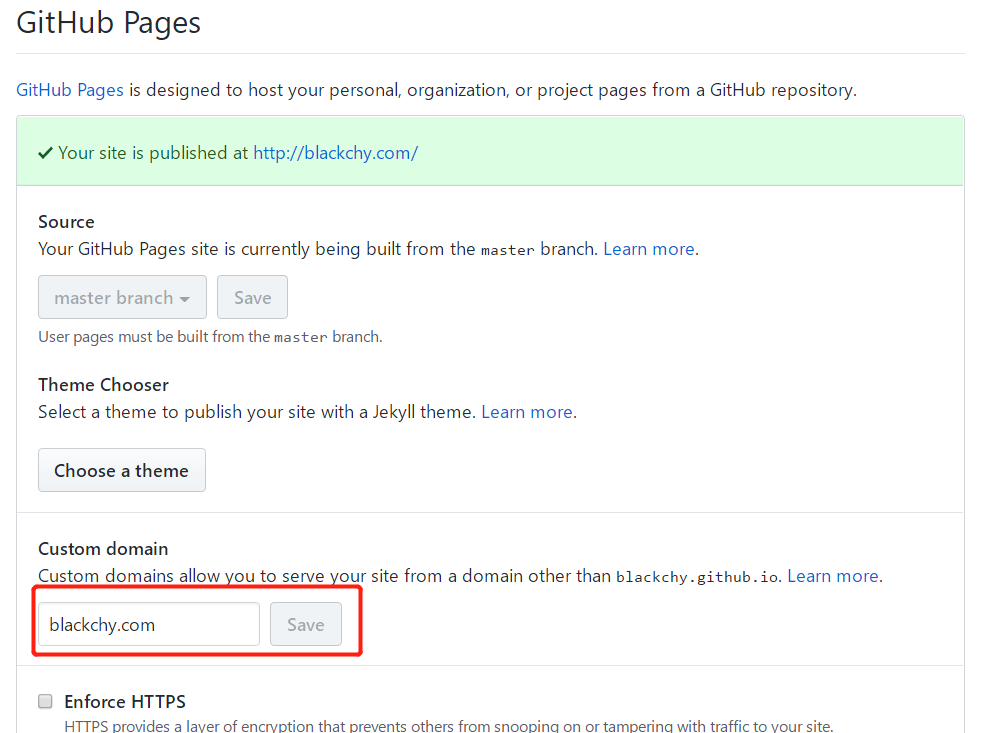 GitHub Pages
GitHub Pages is designed to host your personal, organization, or project pages from a GitHub repository.
Your site is published at http://blackchy.com/
Source
Your GitHub Pages site is currently being built from the master branch. Learn more.
master branch Save
User pages must be built from the master branch.
Theme Chooser
Select a theme to publish your site with a Jekyll theme. Learn more.
Choose a theme
Custom domain
Custom domains allow you to serve your site from a domain other than blackchy.github.io. Learn more.
blackchy.com Save
Enforce HTTPS
HTTPS provides a layer of encryption that prevents others from snooping on or tampering with traffic to your site.